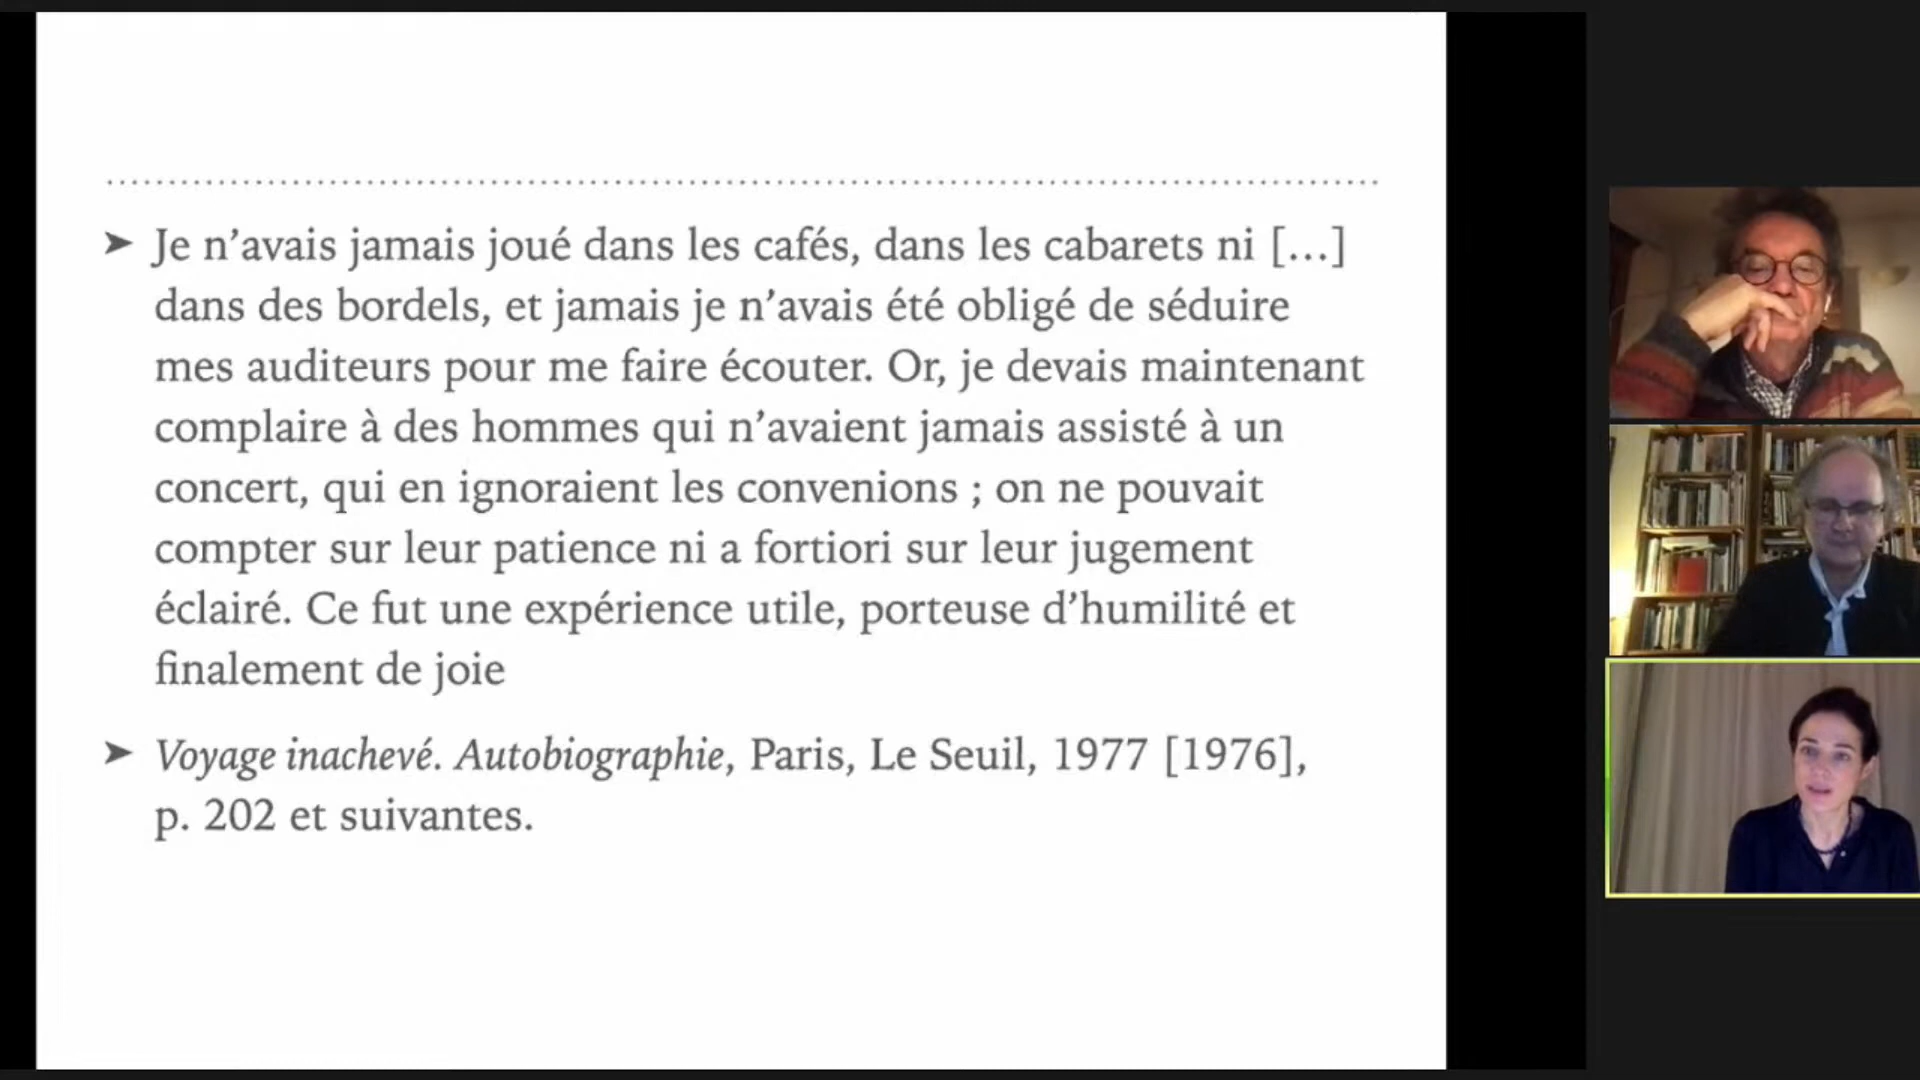 ➤ Je n’avais jamais joué dans les cafés, dans les cabarets ni […]
dans des bordels, et jamais je n’avais été obligé de séduire
mes auditeurs pour me faire écouter. Or, je devais maintenant
complaire à des hommes qui n’avaient jamais assisté à un
concert, qui en ignoraient les convenions ; on ne pouvait
compter sur leur patience ni a fortiori sur leur jugement
éclairé. Ce fut une expérience utile, porteuse d’humilité et
finalement de joie
➤ Voyage inachevé. Autobiographie, Paris, Le Seuil, 1977 [1976],
p. 202 et suivantes.